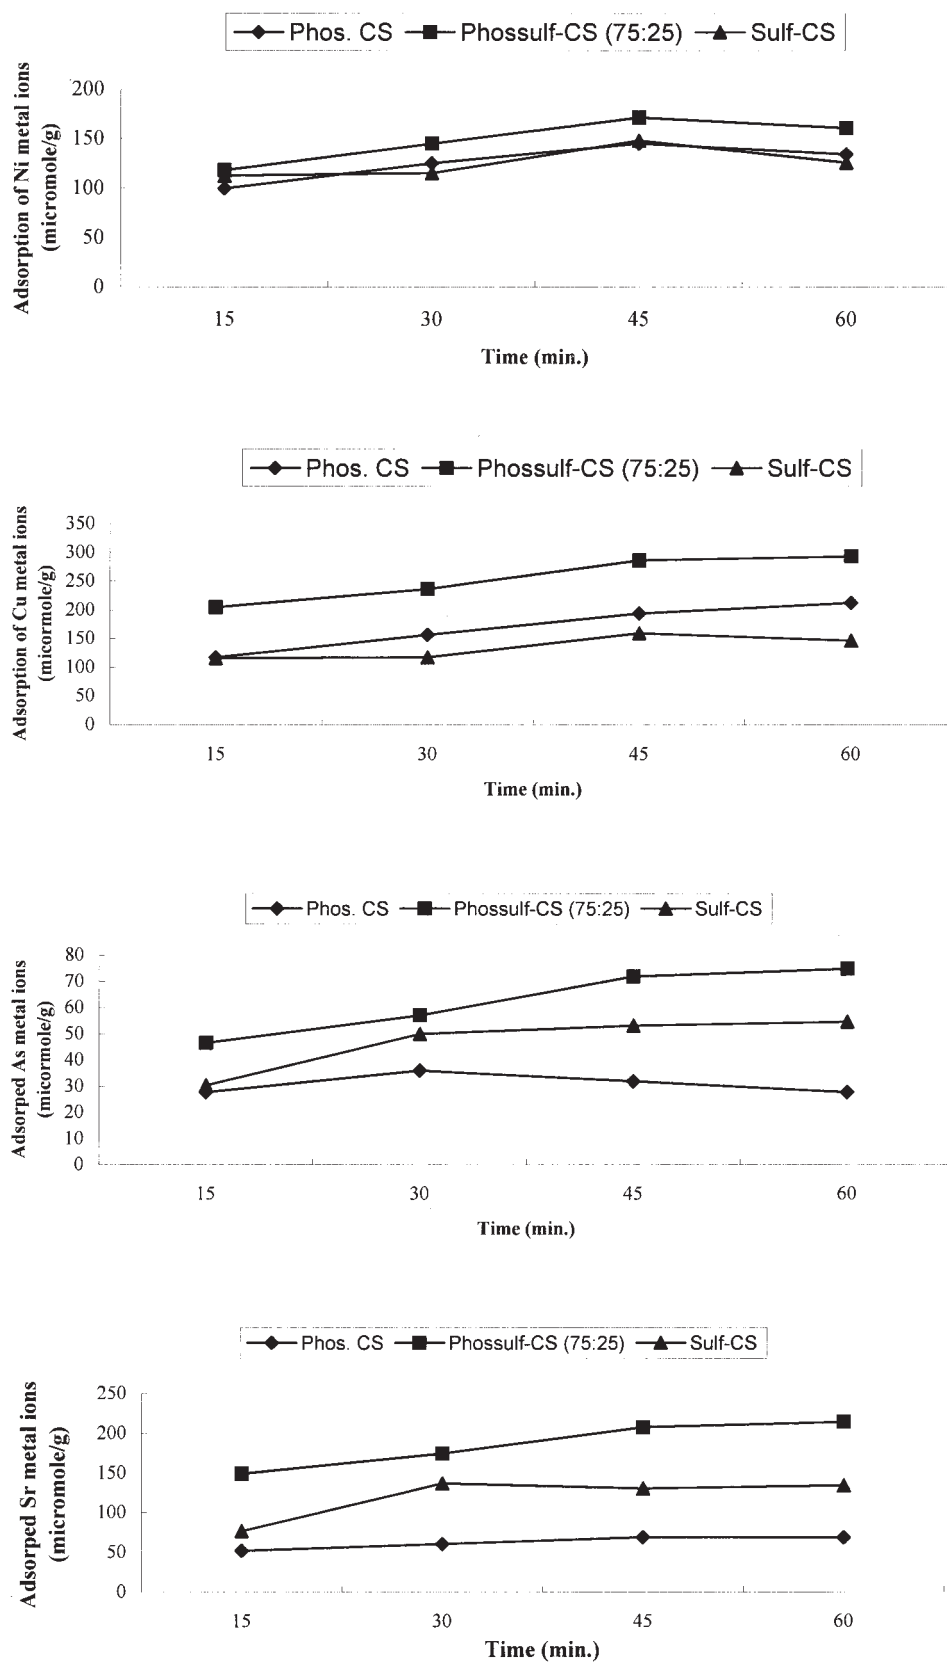 Phos. CS Phossulf-CS (75:25) Sulf-CS
Adsorption of Ni metal ions
(micromole/g)
200
150
100
50
0
15 30 45 60
Time (min.)
Phos. CS Phossulf-CS (75:25) Sulf-CS
Adsorption of Cu metal ions
(micormole/g)
350
300
250
200
150
100
50
0
15 30 45 60
Time (min.)
Phos. CS Phossulf-CS (75:25) Sulf-CS
Adsorped As metal ions
(micormole/g)
80
70
60
50
40
30
20
10
0
15 30 45 60
Time (min.)
Phos. CS Phossulf-CS (75:25) Sulf-CS
Adsorped Sr metal ions
(micromole/g)
250
200
150
100
50
0
15 30 45 60
Time (min.)